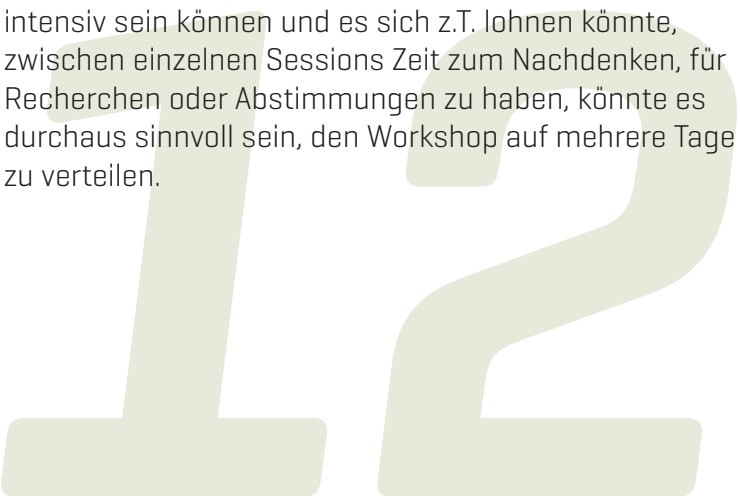 intensiv sein können und es sich z.T. lohnen könnte,
zwischen einzelnen Sessions Zeit zum Nachdenken, für
Recherchen oder Abstimmungen zu haben, könnte es
durchaus sinnvoll sein, den Workshop auf mehrere Tage
zu verteilen.
12